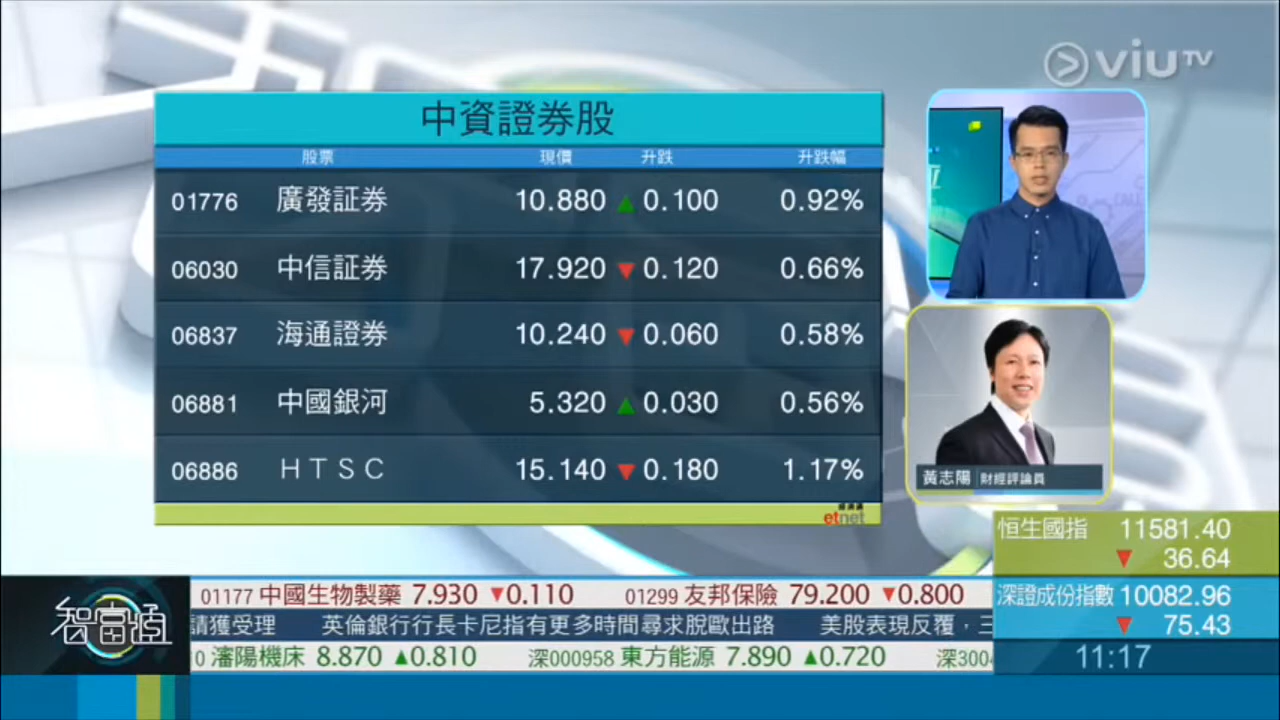 viuTV
中資證券股
股票 現價 升跌 升跌幅
01776 廣發証券 10.880 ▲ 0.100 0.92%
06030 中信証券 17.920 ▼ 0.120 0.66%
06837 海通證券 10.240 ▼ 0.060 0.58%
06881 中國銀河 5.320 ▲ 0.030 0.56%
06886 HTSC 15.140 ▼ 0.180 1.17%
etnet
黃志陽 財經評論員
恒生國指 11581.40
▼ 36.64
深證成份指數 10082.96
▼ 75.43
11:17
智富通
01177 中國生物製藥 7.930 ▼0.110 01299 友邦保險 79.200 ▼0.800
請獲受理 英倫銀行行長卡尼指有更多時間尋求脫歐出路 美股表現反覆，三
0 瀋陽機床 8.870 ▲0.810 深000958 東方能源 7.890 ▲0.720 深3004